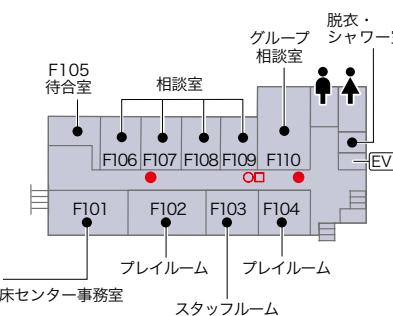 脱衣・
シャワー室
グループ
相談室
F105
待合室
相談室
F106
F107
F108
F109
F110
EV
F101
F102
F103
F104
プレイルーム
プレイルーム
床センター事務室
スタッフルーム